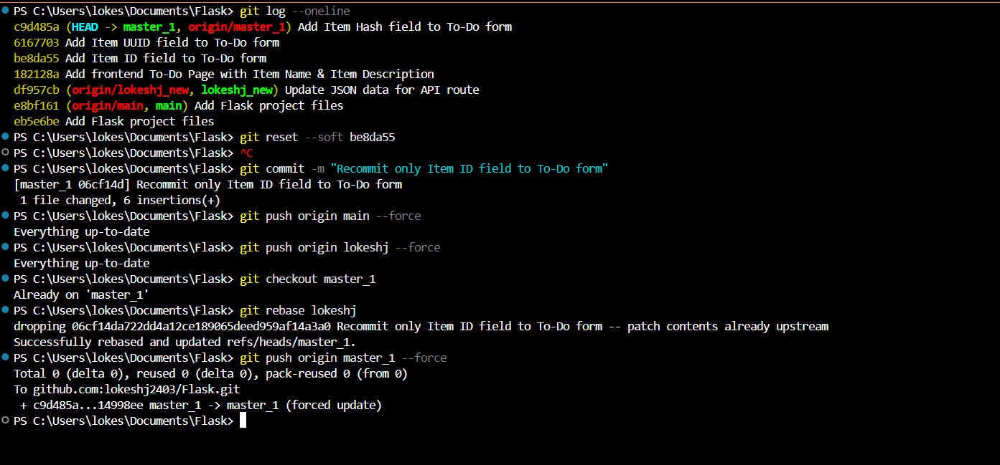 PS C:\Users\lokes\Documents\Flask> git log --oneline
c9d485a (HEAD -> master_1, origin/master_1) Add Item Hash field to To-Do form
6167703 Add Item UUID field to To-Do form
be8da55 Add Item ID field to To-Do form
182128a Add frontend To-Do Page with Item Name & Item Description
df957cb (origin/lokeshj_new, lokeshj_new) Update JSON data for API route
e8bf161 (origin/main, main) Add Flask project files
eb5e6be Add Flask project files
PS C:\Users\lokes\Documents\Flask> git reset --soft be8da55
PS C:\Users\lokes\Documents\Flask> ^C
PS C:\Users\lokes\Documents\Flask> git commit -m "Recommit only Item ID field to To-Do form"
[master_1 06cf14d] Recommit only Item ID field to To-Do form
 1 file changed, 6 insertions(+)
PS C:\Users\lokes\Documents\Flask> git push origin main --force
Everything up-to-date
PS C:\Users\lokes\Documents\Flask> git push origin lokeshj --force
Everything up-to-date
PS C:\Users\lokes\Documents\Flask> git checkout master_1
Already on 'master_1'
PS C:\Users\lokes\Documents\Flask> git rebase lokeshj
dropping 06cf14da722dd4a12ce189065deed959af14a3a0 Recommit only Item ID field to To-Do form -- patch contents already upstream
Successfully rebased and updated refs/heads/master_1.
PS C:\Users\lokes\Documents\Flask> git push origin master_1 --force
Total 0 (delta 0), reused 0 (delta 0), pack-reused 0 (from 0)
To github.com:lokeshj2403/Flask.git
 + c9d485a...14998ee master_1 -> master_1 (forced update)
PS C:\Users\lokes\Documents\Flask>